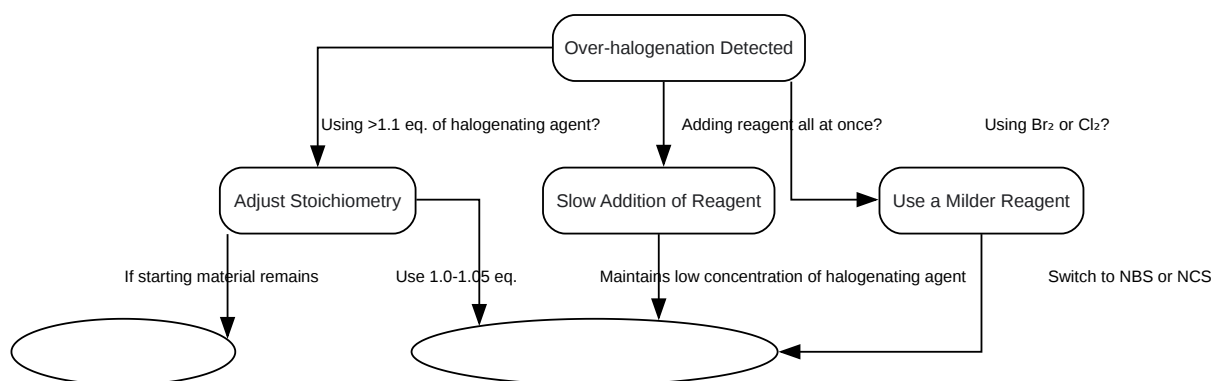 Over-halogenation Detected
Using >1.1 eq. of halogenating agent?
Adding reagent all at once?
Using Br₂ or Cl₂?
Adjust Stoichiometry
Slow Addition of Reagent
Use a Milder Reagent
If starting material remains
Use 1.0-1.05 eq.
Maintains low concentration of halogenating agent
Switch to NBS or NCS